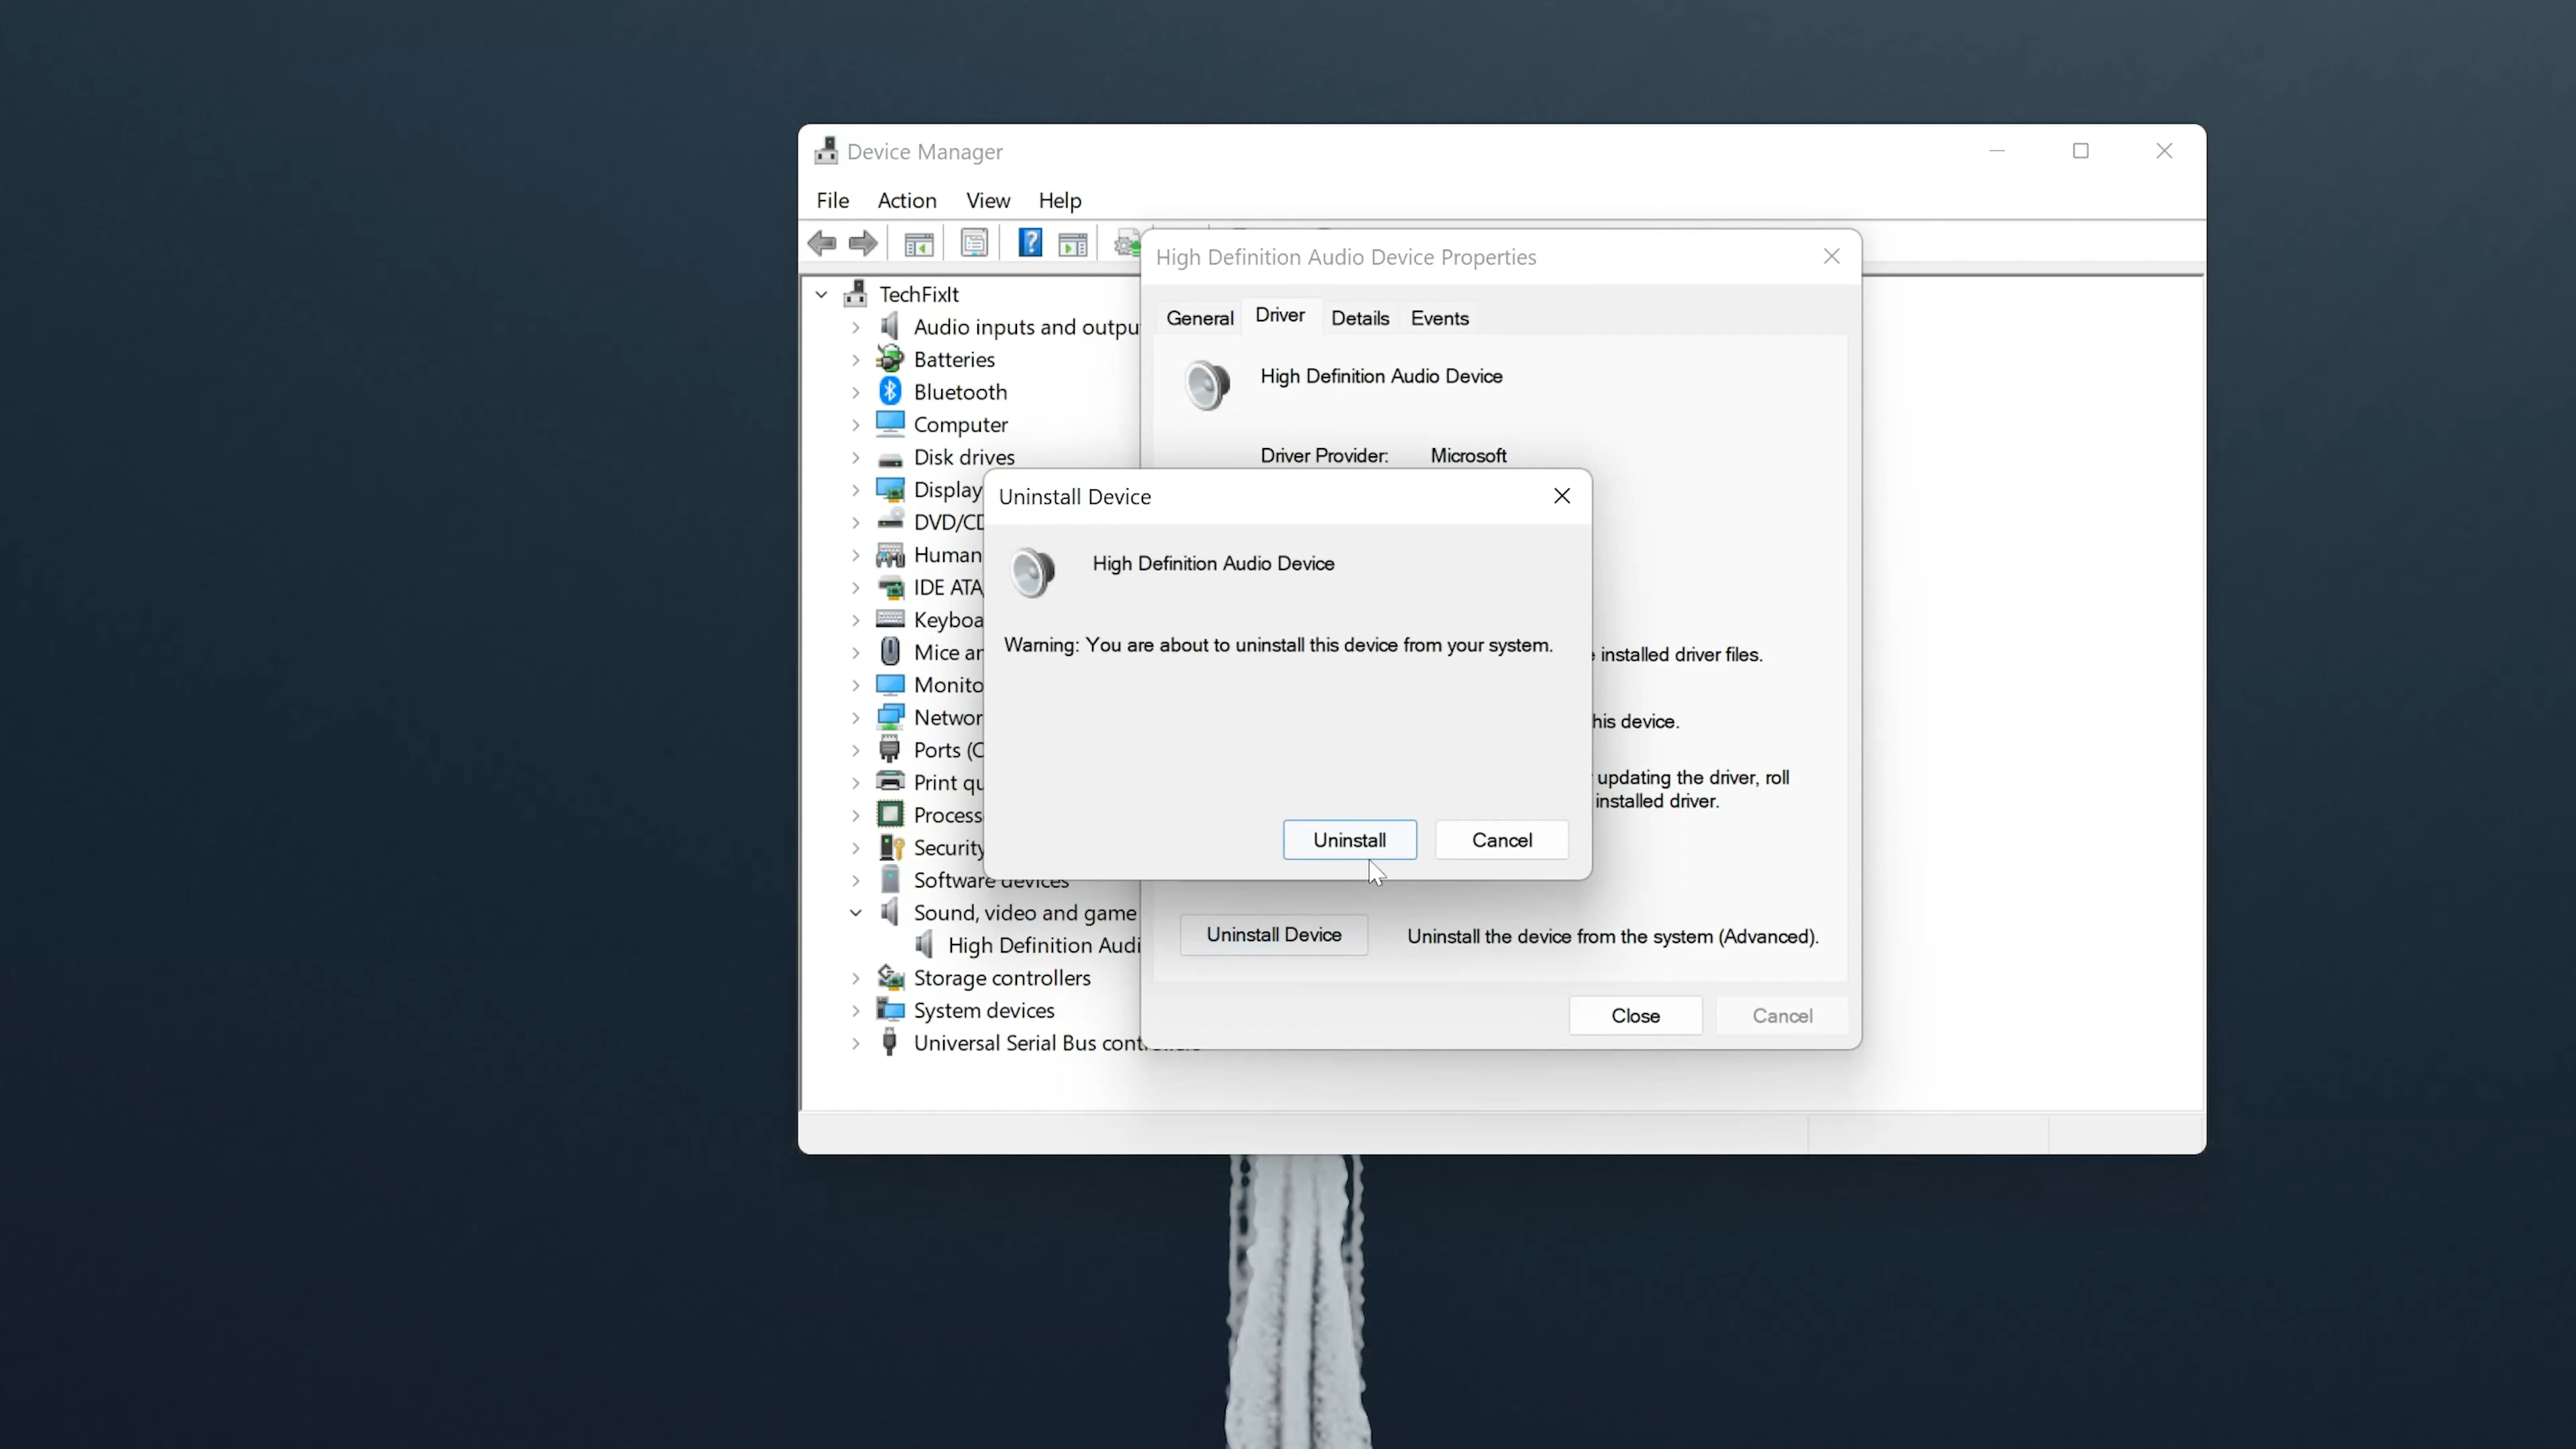 Device Manager
File Action View Help
High Definition Audio Device Properties
TechFixIt
General Driver Details Events
Audio inputs and outpu
Batteries
High Definition Audio Device
Bluetooth
Computer
Driver Provider: Microsoft
Disk drives
Display
Uninstall Device
DVD/CD
Human
High Definition Audio Device
IDE ATA
Keyboa
Warning: You are about to uninstall this device from your system.
Mice an
installed driver files.
Monito
Networ
his device.
Ports (C
updating the driver, roll
Print qu
installed driver.
Process
Uninstall Cancel
Security
Software devices
Sound, video and game
Uninstall Device Uninstall the device from the system (Advanced).
High Definition Audi
Storage controllers
System devices
Close Cancel
Universal Serial Bus cont